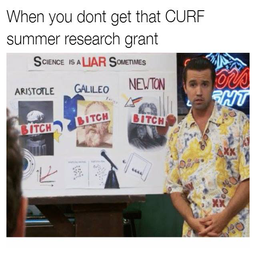 When you dont get that CURF
summer research grant
SCIENCE IS A LIAR SOMETIMES
ARISTOTLE GALILEO NEWTON
BITCH BITCH BITCH